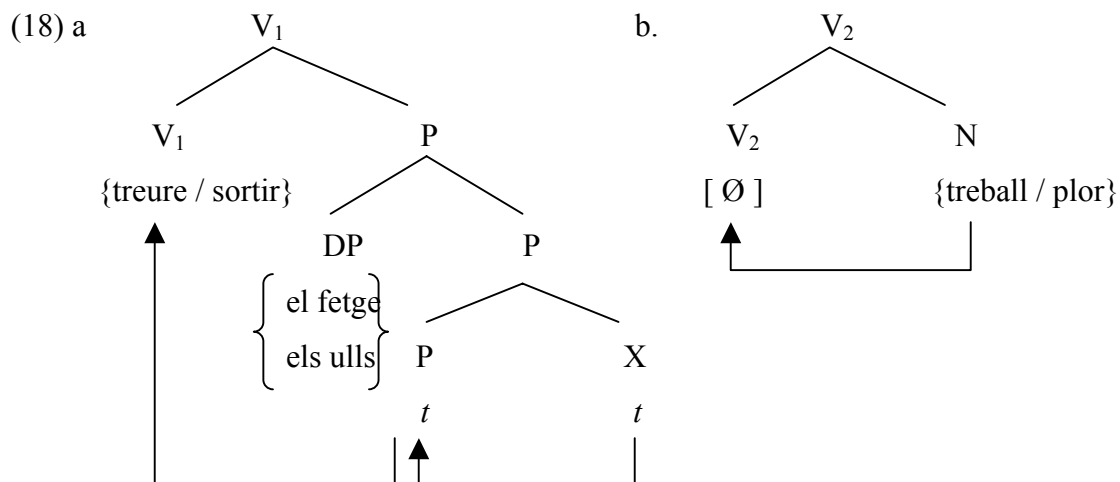 (18) a V₁ b. V₂
V₁ P V₂ N
{treure / sortir} [ Ø ] {treball / plor}
DP P
el fetge
els ulls P X
t t